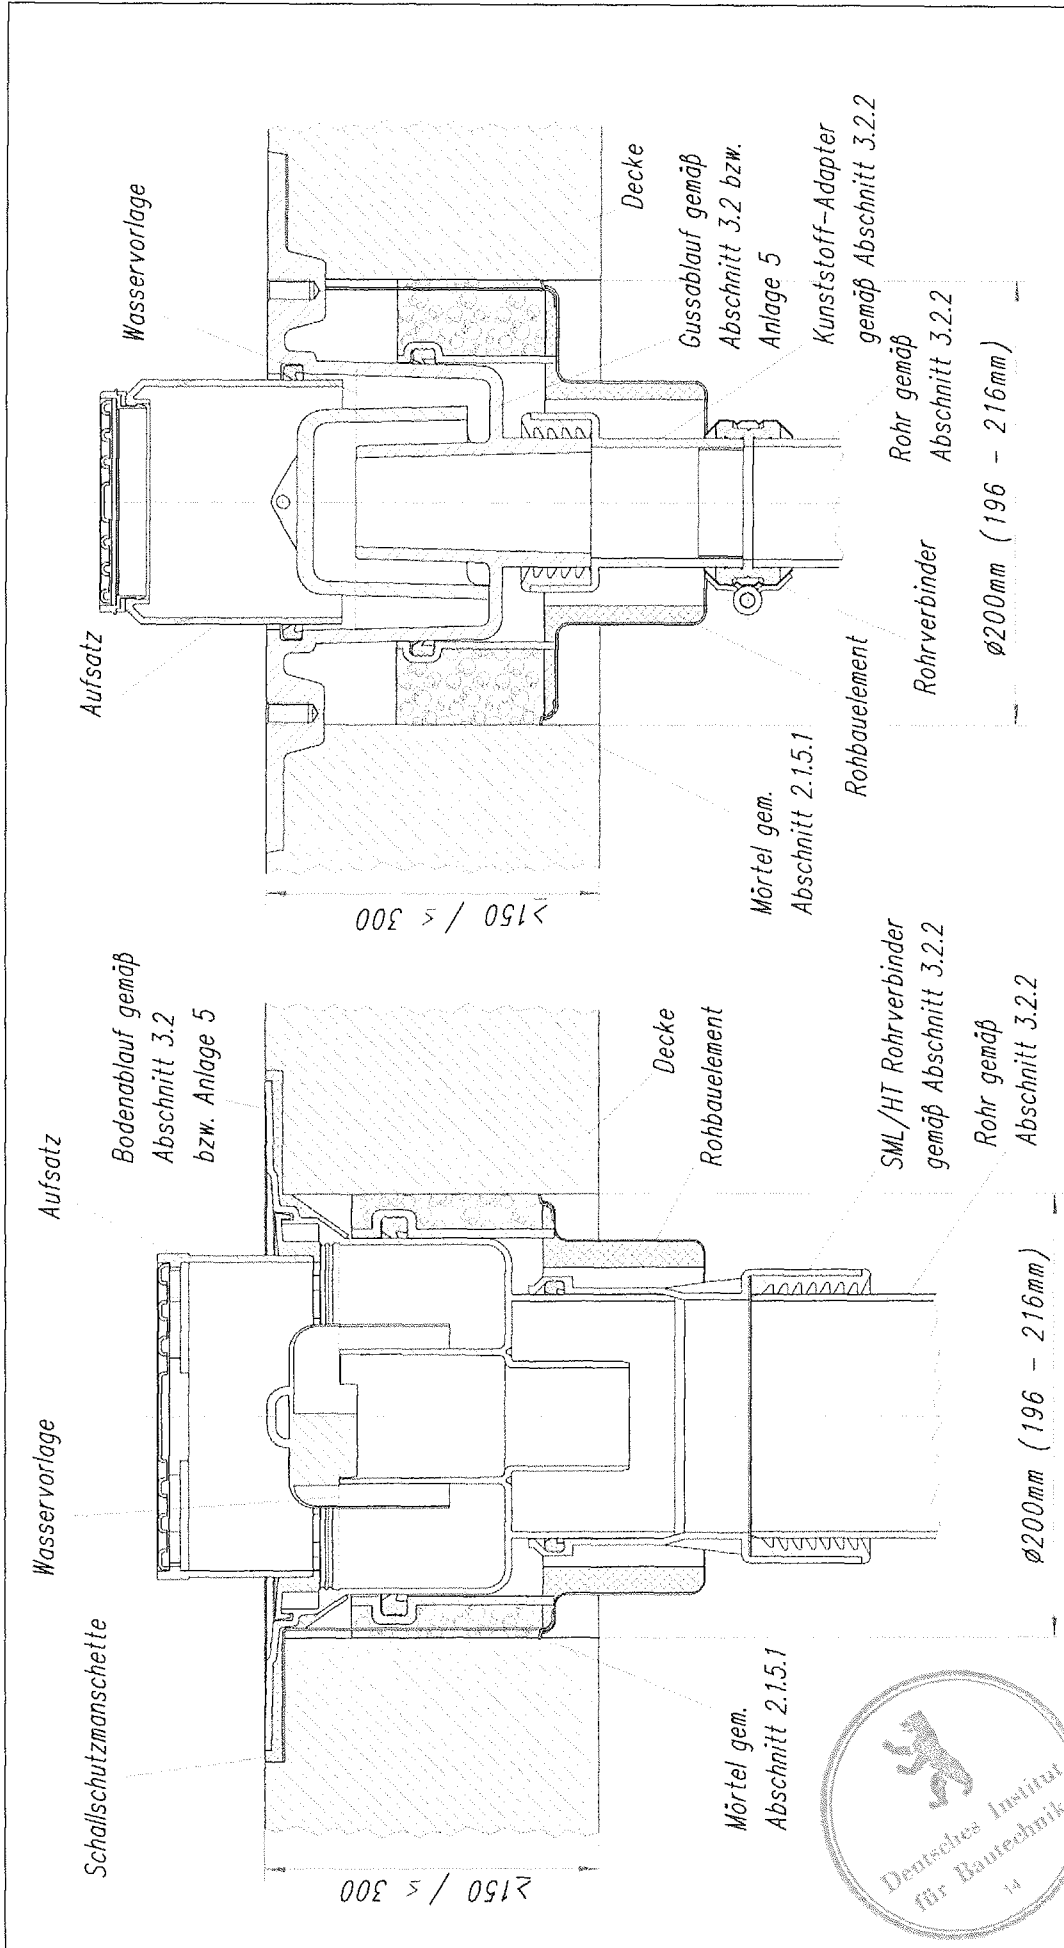 Schallschutzmanschette
Wasservorlage
Aufsatz
Bodenablauf gemäß
Abschnitt 3.2
bzw. Anlage 5
≥150 / ≤ 300
Decke
Rohbauelement
Mörtel gem.
Abschnitt 2.1.5.1
SML/HT Rohrverbinder
gemäß Abschnitt 3.2.2
Rohr gemäß
Abschnitt 3.2.2
ø200mm (196 - 216mm)
Aufsatz
Wasservorlage
≥150 / ≤ 300
Decke
Gussablauf gemäß
Abschnitt 3.2 bzw.
Anlage 5
Kunststoff-Adapter
gemäß Abschnitt 3.2.2
Rohr gemäß
Abschnitt 3.2.2
Mörtel gem.
Abschnitt 2.1.5.1
Rohbauelement
Rohrverbinder
ø200mm (196 - 216mm)
Deutsches Institut
für Bautechnik
14